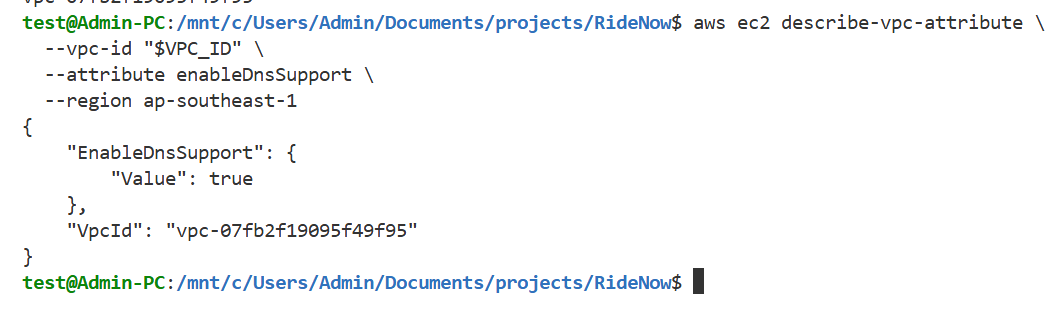 test@Admin-PC:/mnt/c/Users/Admin/Documents/projects/RideNow$ aws ec2 describe-vpc-attribute \
  --vpc-id "$VPC_ID" \
  --attribute enableDnsSupport \
  --region ap-southeast-1
{
    "EnableDnsSupport": {
        "Value": true
    },
    "VpcId": "vpc-07fb2f19095f49f95"
}
test@Admin-PC:/mnt/c/Users/Admin/Documents/projects/RideNow$